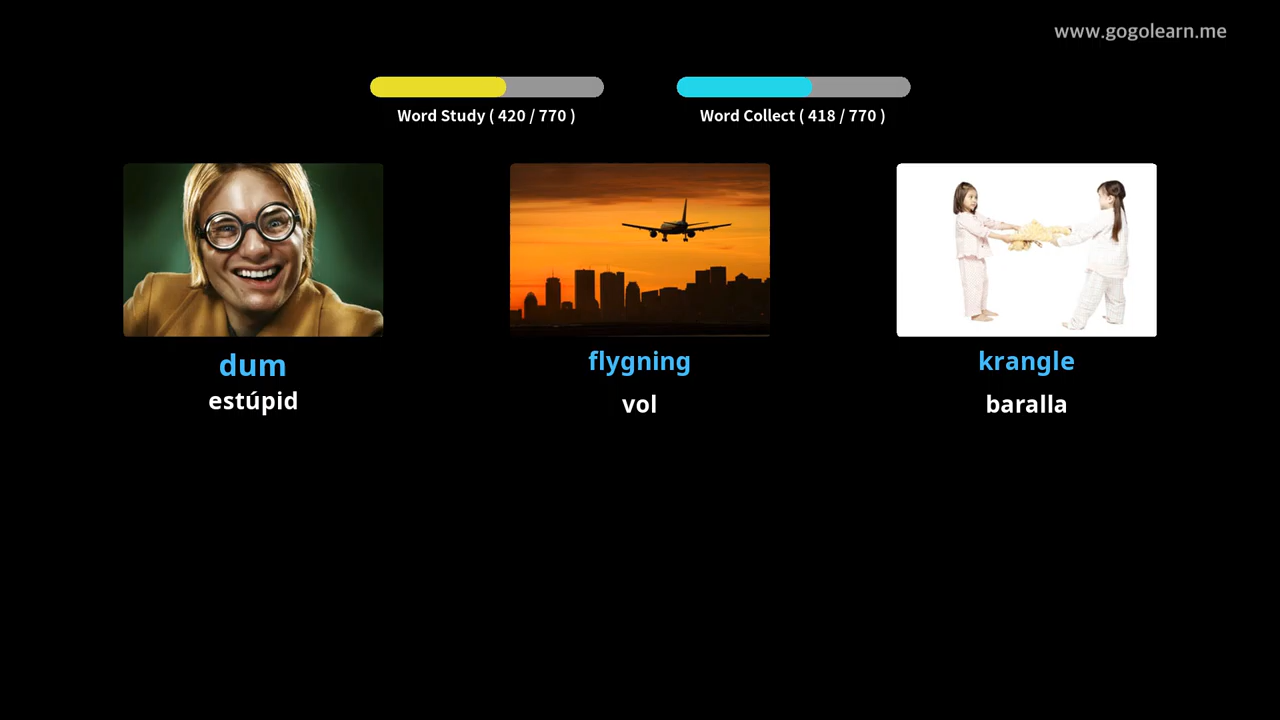 www.gogolearn.me
Word Study ( 420 / 770 )
Word Collect ( 418 / 770 )
dum
estúpid
flygning
vol
krangle
baralla